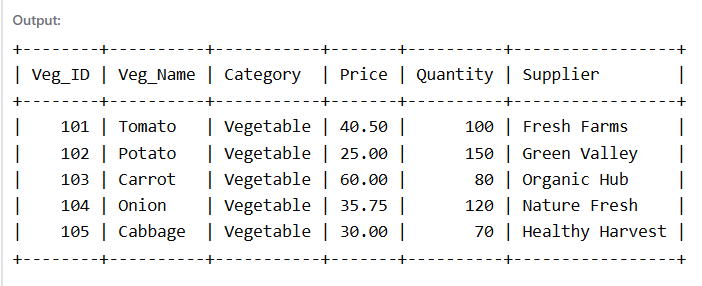 Output:
+--------+----------+-----------+-------+----------+-----------------+
| Veg_ID | Veg_Name | Category  | Price | Quantity | Supplier        |
+--------+----------+-----------+-------+----------+-----------------+
|    101 | Tomato   | Vegetable | 40.50 |      100 | Fresh Farms     |
|    102 | Potato   | Vegetable | 25.00 |      150 | Green Valley    |
|    103 | Carrot   | Vegetable | 60.00 |       80 | Organic Hub     |
|    104 | Onion    | Vegetable | 35.75 |      120 | Nature Fresh    |
|    105 | Cabbage  | Vegetable | 30.00 |       70 | Healthy Harvest |
+--------+----------+-----------+-------+----------+-----------------+